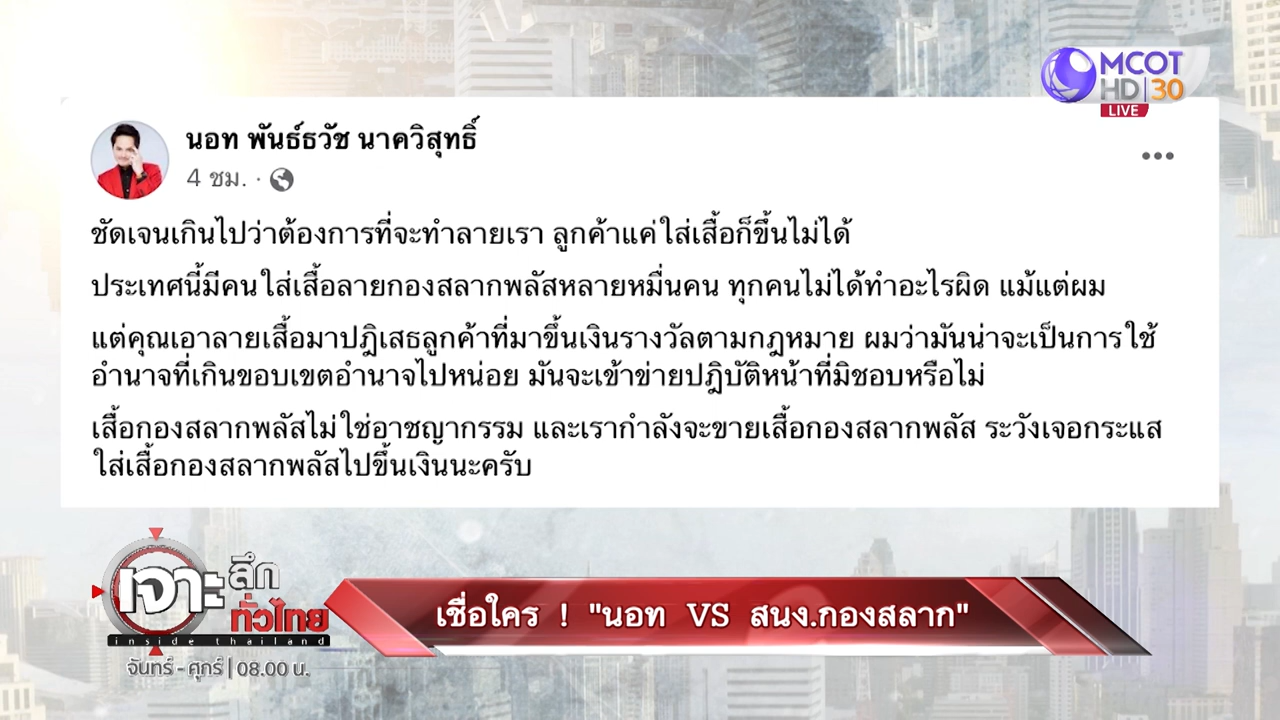 MCOT
HD 30
LIVE
นอท พันธ์ธวัช นาควิสุทธิ์
4 ชม. ·
ชัดเจนเกินไปว่าต้องการที่จะทำลายเรา ลูกค้าแค่ใส่เสื้อก็ขึ้นไม่ได้
ประเทศนี้มีคนใส่เสื้อลายกองสลากพลัสหลายหมื่นคน ทุกคนไม่ได้ทำอะไรผิด แม้แต่ผม
แต่คุณเอาลายเสื้อมาปฎิเสธลูกค้าที่มาขึ้นเงินรางวัลตามกฎหมาย ผมว่ามันน่าจะเป็นการใช้
อำนาจที่เกินขอบเขตอำนาจไปหน่อย มันจะเข้าข่ายปฎิบัติหน้าที่มิชอบหรือไม่
เสื้อกองสลากพลัสไม่ใช่อาชญากรรม และเรากำลังจะขายเสื้อกองสลากพลัส ระวังเจอกระแส
ใส่เสื้อกองสลากพลัสไปขึ้นเงินนะครับ
เจาะลึกทั่วไทย
inside thailand
จันทร์ - ศุกร์ | 08.00 น.
เชื่อใคร ! "นอท VS สนง.กองสลาก"